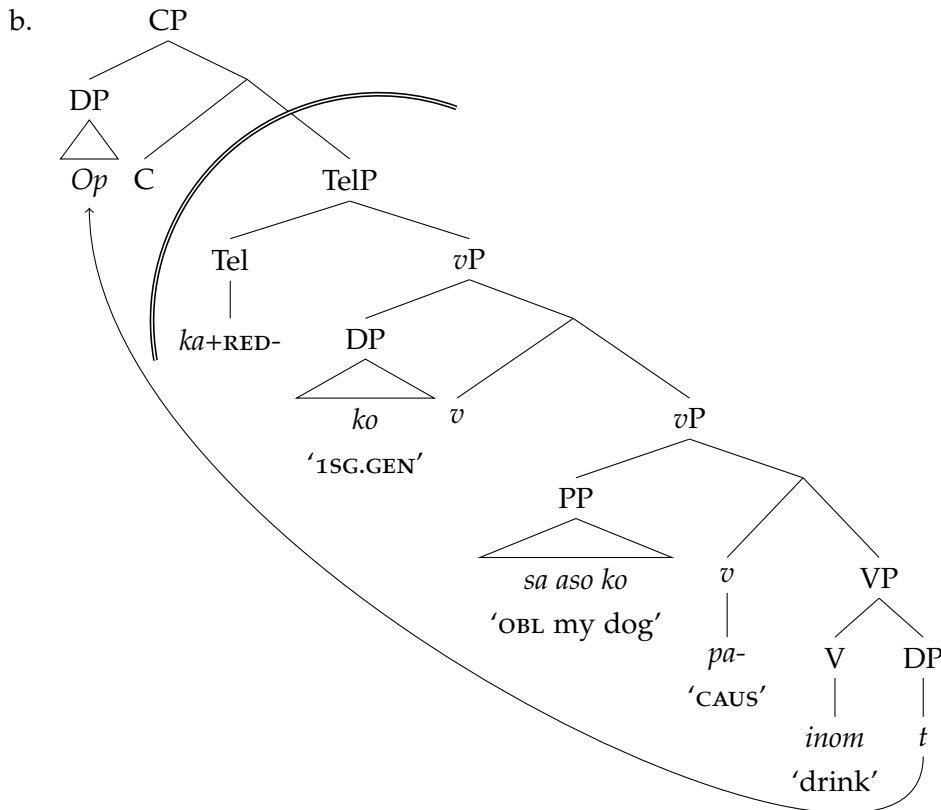 b. CP
DP
Op C TelP
Tel vP
ka+RED- DP
ko v vP
‘1SG.GEN’
PP
sa aso ko v VP
‘OBL my dog’
pa- V DP
‘CAUS’
inom t
‘drink’